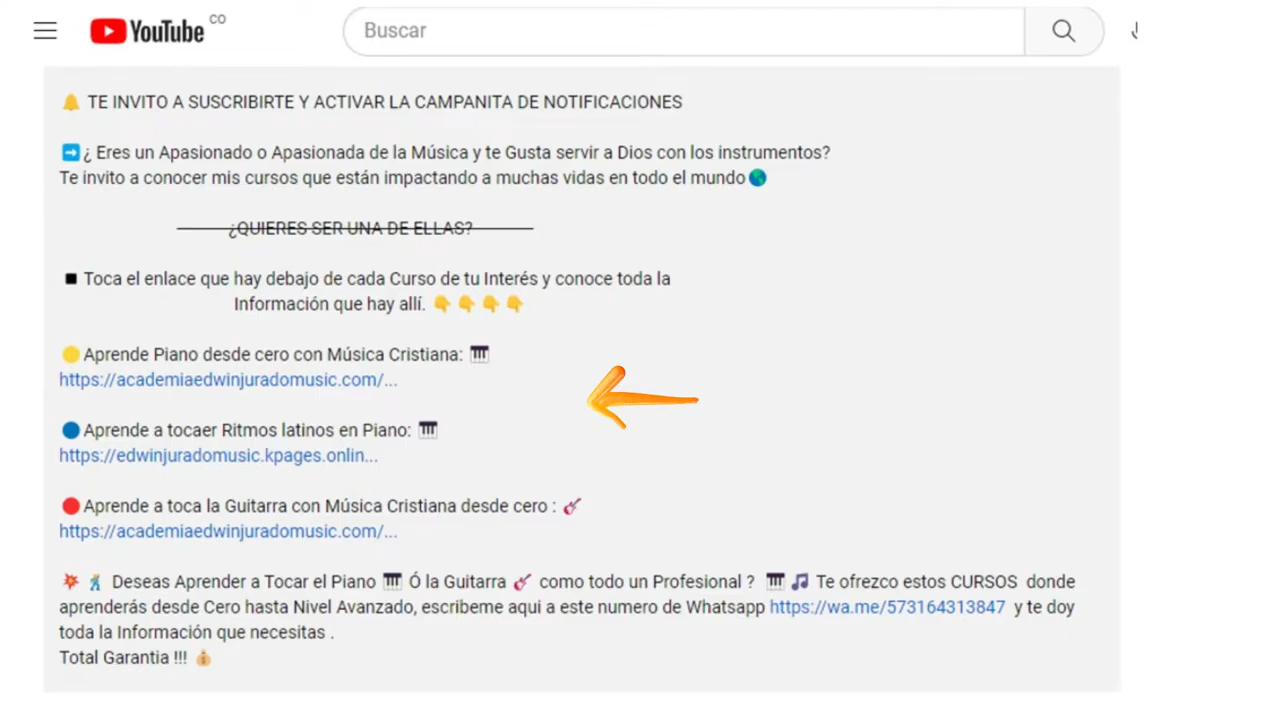 YouTube CO
Buscar
🔔 TE INVITO A SUSCRIBIRTE Y ACTIVAR LA CAMPANITA DE NOTIFICACIONES
➡️¿ Eres un Apasionado o Apasionada de la Música y te Gusta servir a Dios con los instrumentos?
Te invito a conocer mis cursos que están impactando a muchas vidas en todo el mundo🌎
¿QUIERES SER UNA DE ELLAS?
◾ Toca el enlace que hay debajo de cada Curso de tu Interés y conoce toda la
Información que hay allí. 👇 👇 👇 👇
🟡Aprende Piano desde cero con Música Cristiana: 🎹
https://academiaedwinjuradomusic.com/...
🔵Aprende a tocaer Ritmos latinos en Piano: 🎹
https://edwinjuradomusic.kpages.onlin...
🔴Aprende a toca la Guitarra con Música Cristiana desde cero : 🎸
https://academiaedwinjuradomusic.com/...
💥 🕺 Deseas Aprender a Tocar el Piano 🎹 Ó la Guitarra 🎸 como todo un Profesional ? 🎹🎵 Te ofrezco estos CURSOS donde
aprenderás desde Cero hasta Nivel Avanzado, escribeme aqui a este numero de Whatsapp https://wa.me/573164313847 y te doy
toda la Información que necesitas .
Total Garantia !!! 💰